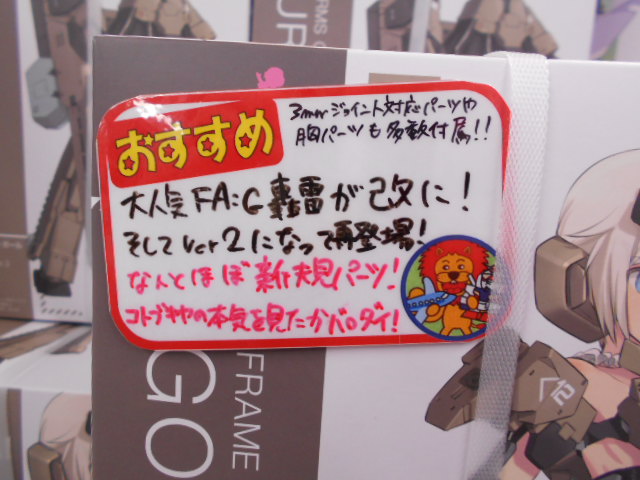 3mmジョイント対応パーツや
胸パーツも多数付属!!
おすすめ
大人気FA:G轟雷が改に!
そしてver2になって再登場!
なんとほぼ新規パーツ!
コトブキヤの本気を見たかバ○ダイ!
FRAME
GO
12